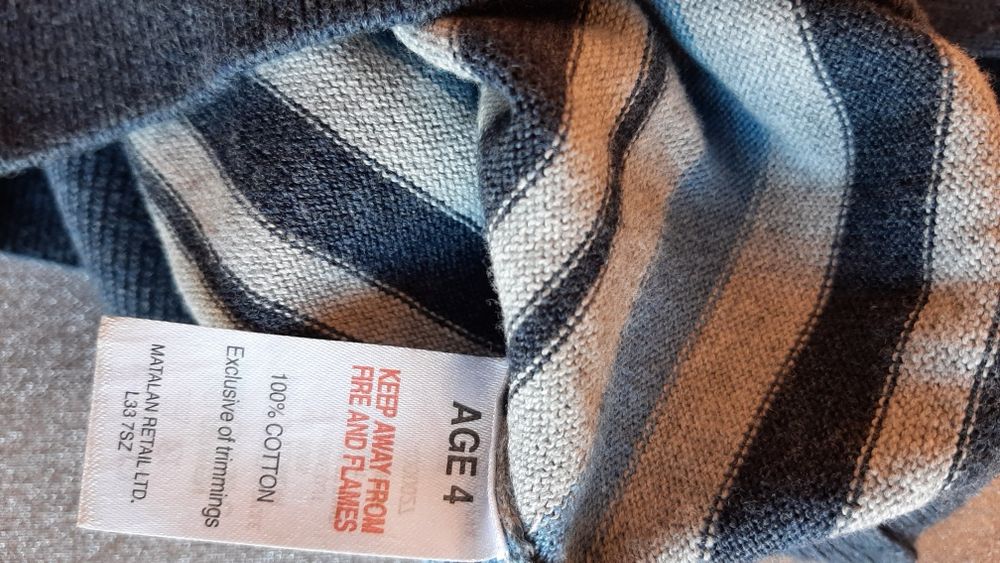 AGE 4
KEEP AWAY FROM
FIRE AND FLAMES
100% COTTON
Exclusive of trimmings
MATALAN RETAIL LTD.
L33 7SZ